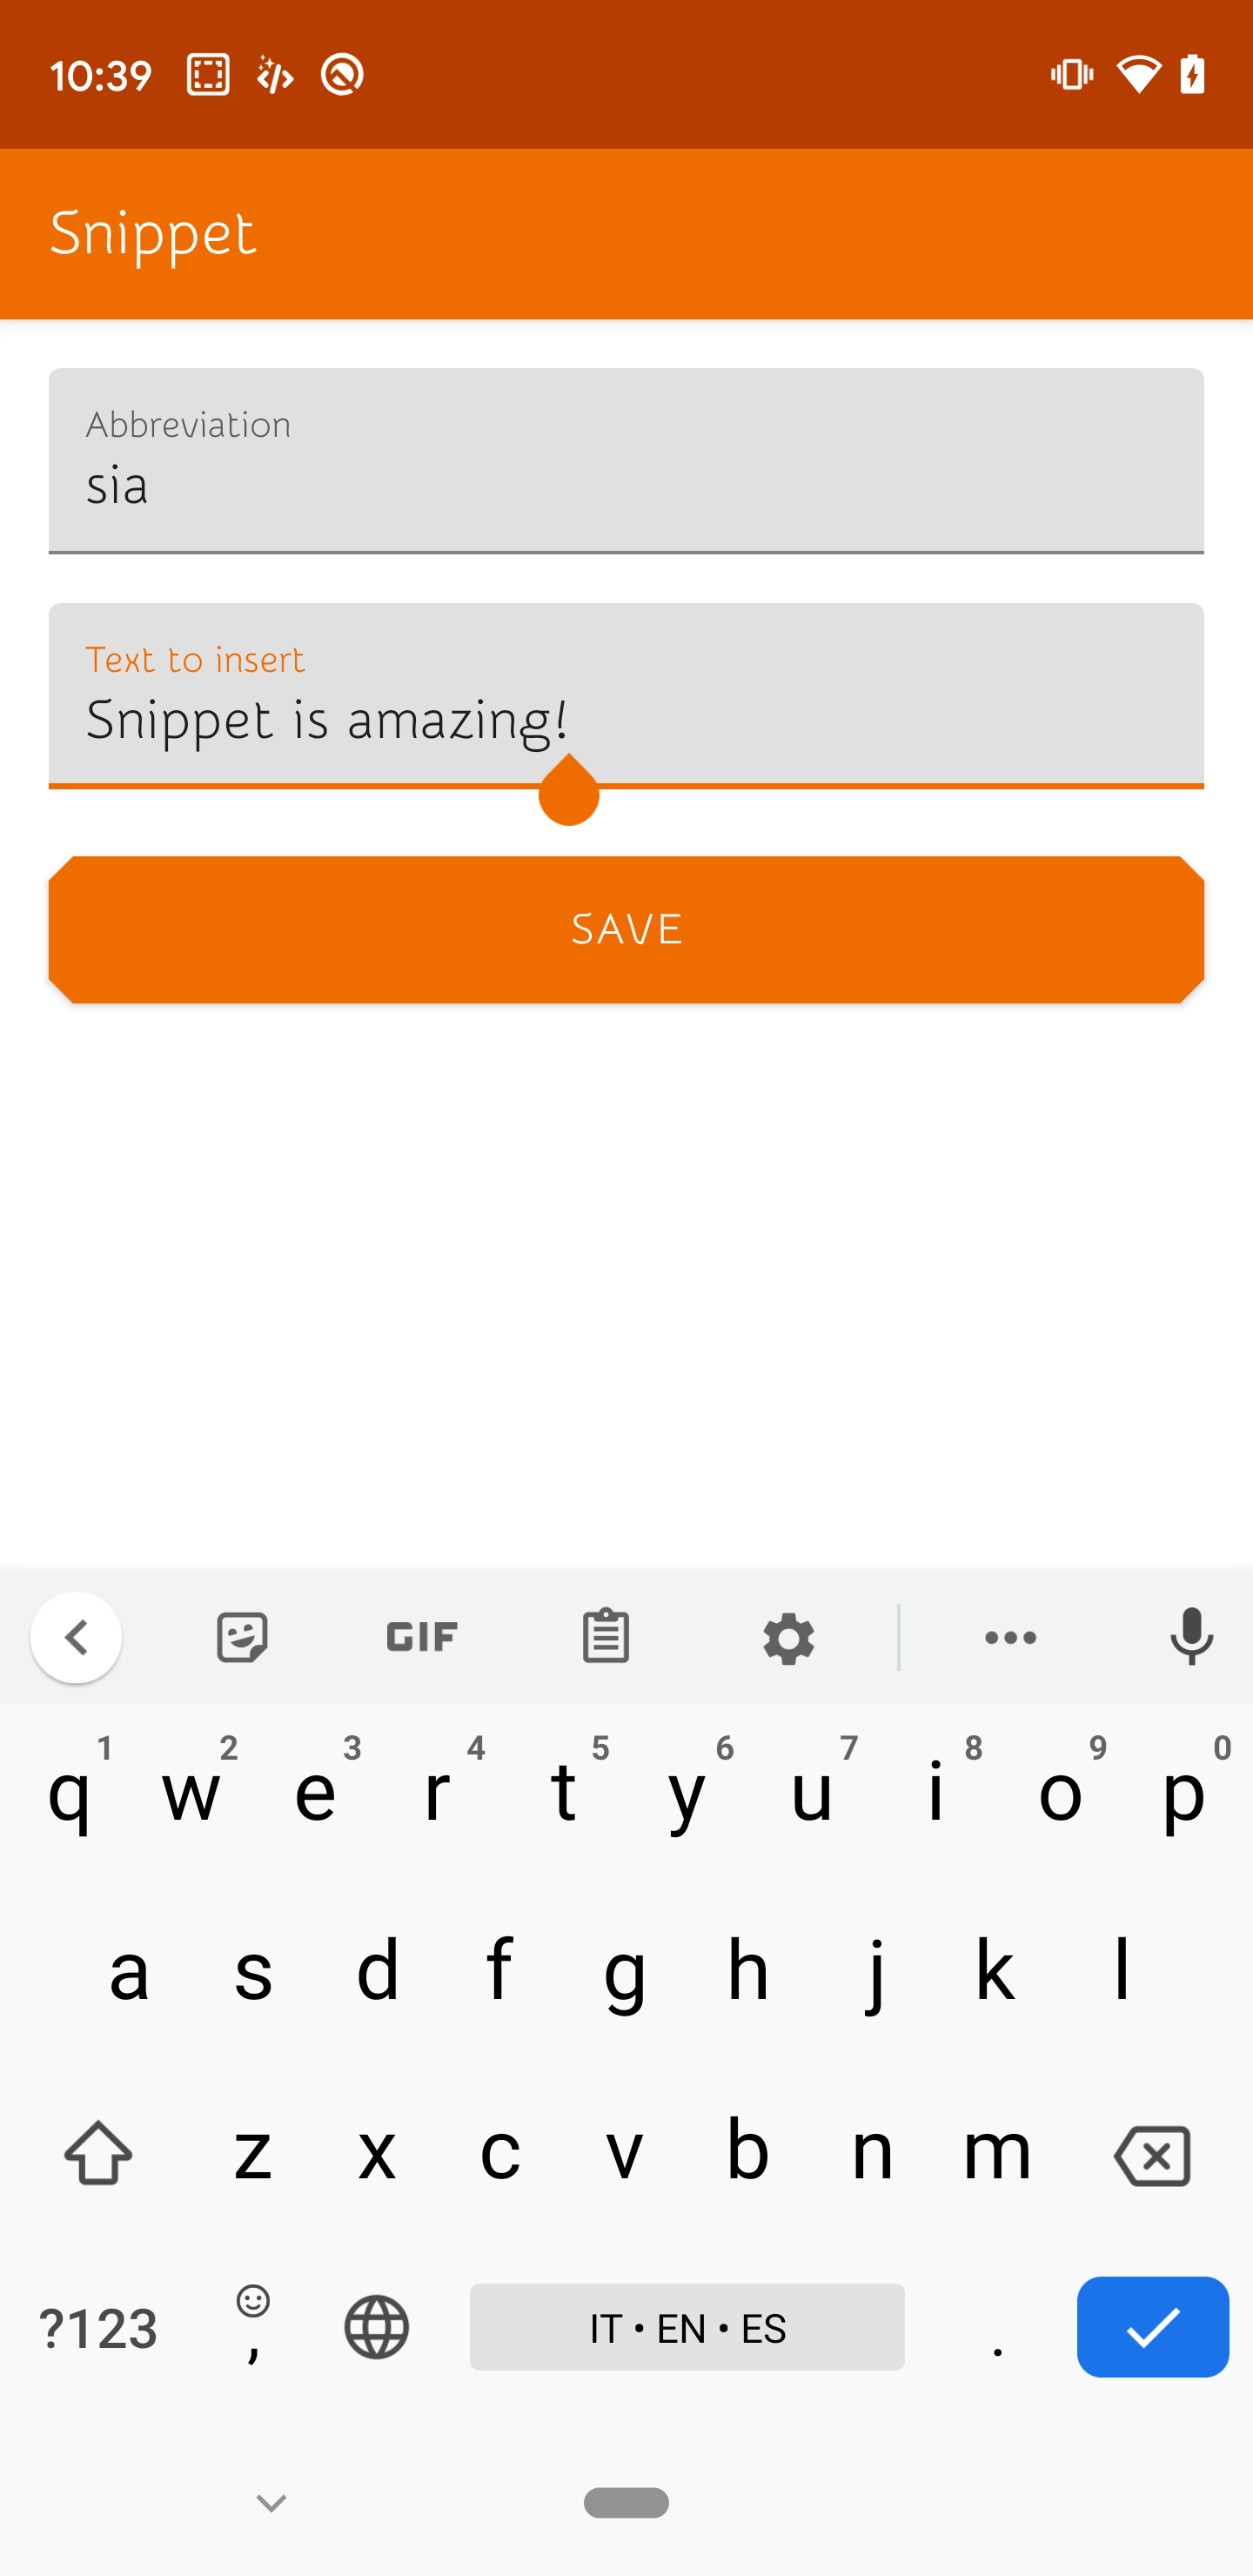 10:39
Snippet
Abbreviation
sia
Text to insert
Snippet is amazing!
SAVE
GIF
1 2 3 4 5 6 7 8 9 0
q w e r t y u i o p
a s d f g h j k l
z x c v b n m
?123 , IT • EN • ES .